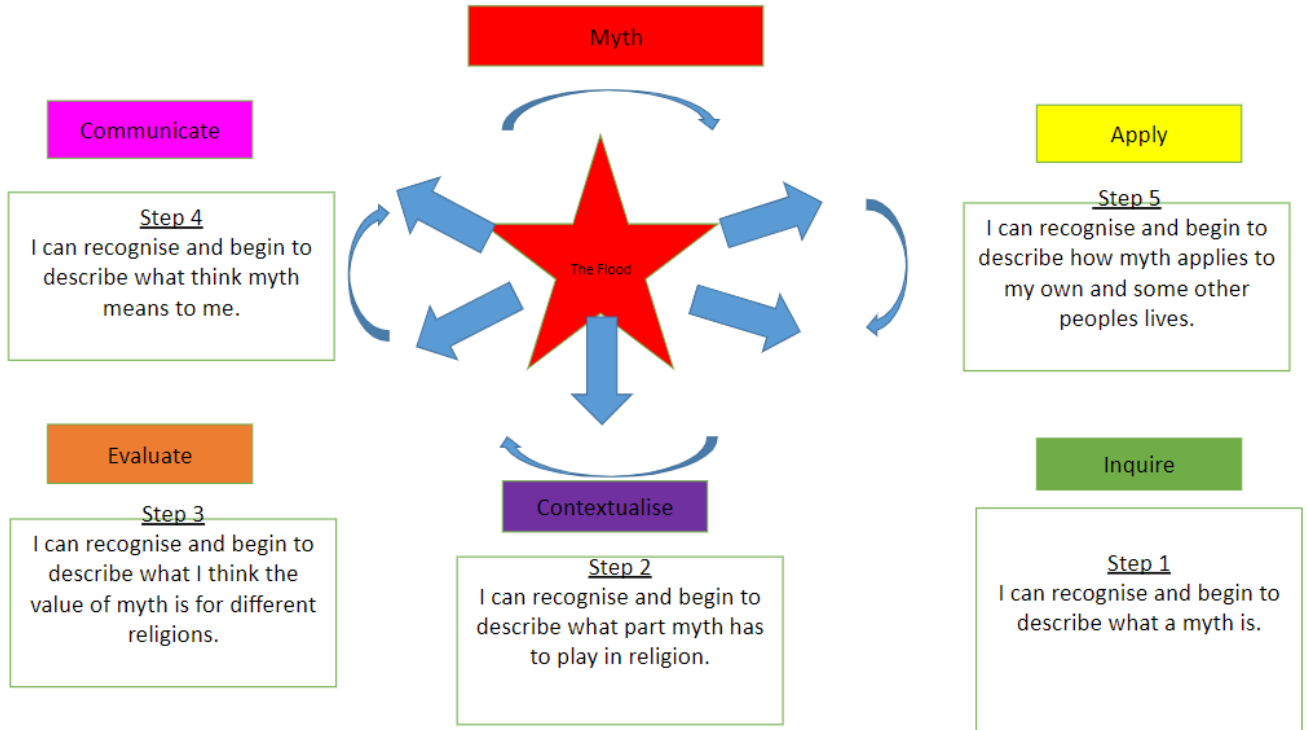 Myth
Communicate
Step 4
I can recognise and begin to
describe what think myth
means to me.
The Flood
Apply
Step 5
I can recognise and begin to
describe how myth applies to
my own and some other
peoples lives.
Evaluate
Step 3
I can recognise and begin to
describe what I think the
value of myth is for different
religions.
Contextualise
Step 2
I can recognise and begin to
describe what part myth has
to play in religion.
Inquire
Step 1
I can recognise and begin to
describe what a myth is.